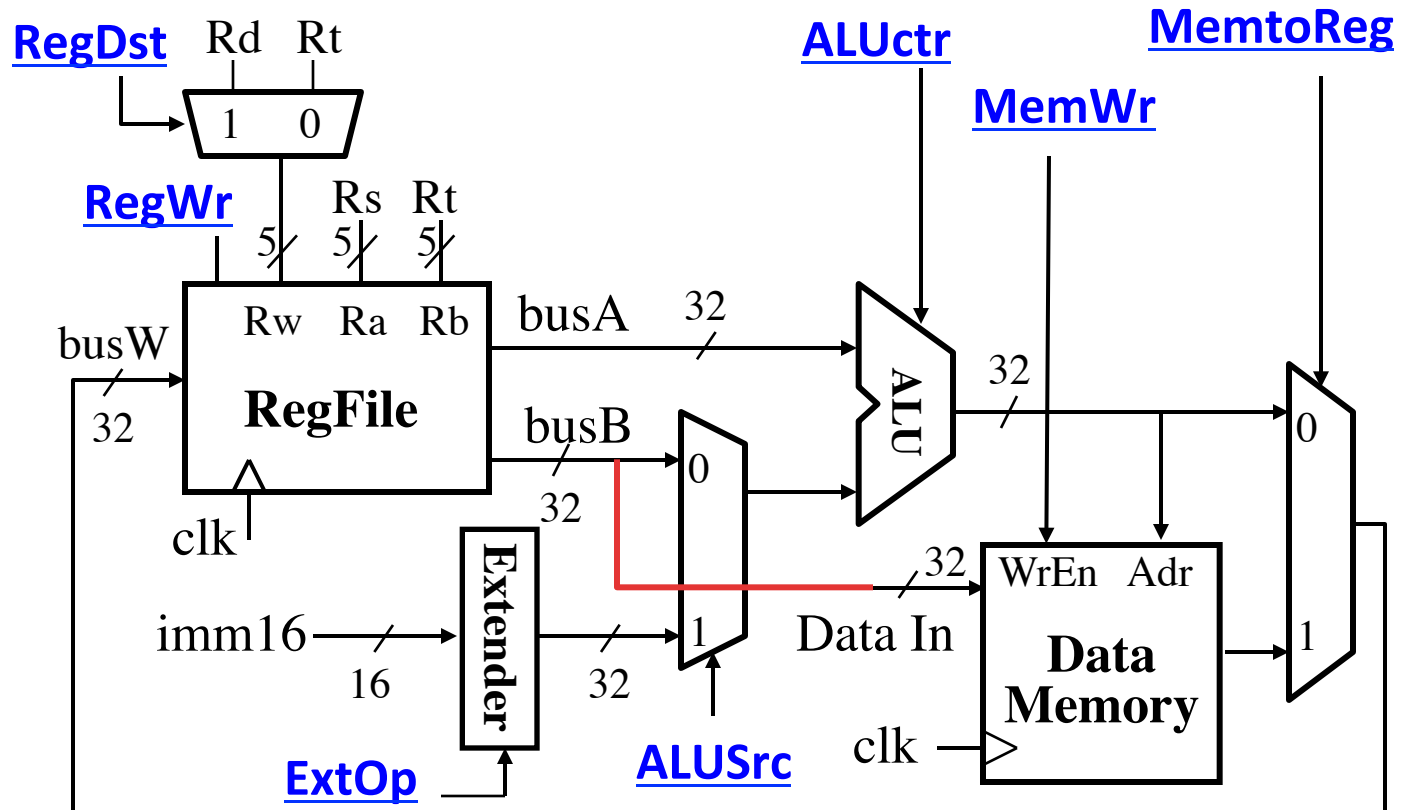 RegDst
Rd Rt
ALUctr
MemtoReg
MemWr
1 0
RegWr
Rs Rt
5 5 5
Rw Ra Rb
busW
32
RegFile
clk
busA
32
busB
32
0
1
ALU
32
0
1
imm16
16
Extender
32
ExtOp
ALUSrc
32
Data In
WrEn Adr
Data
Memory
clk